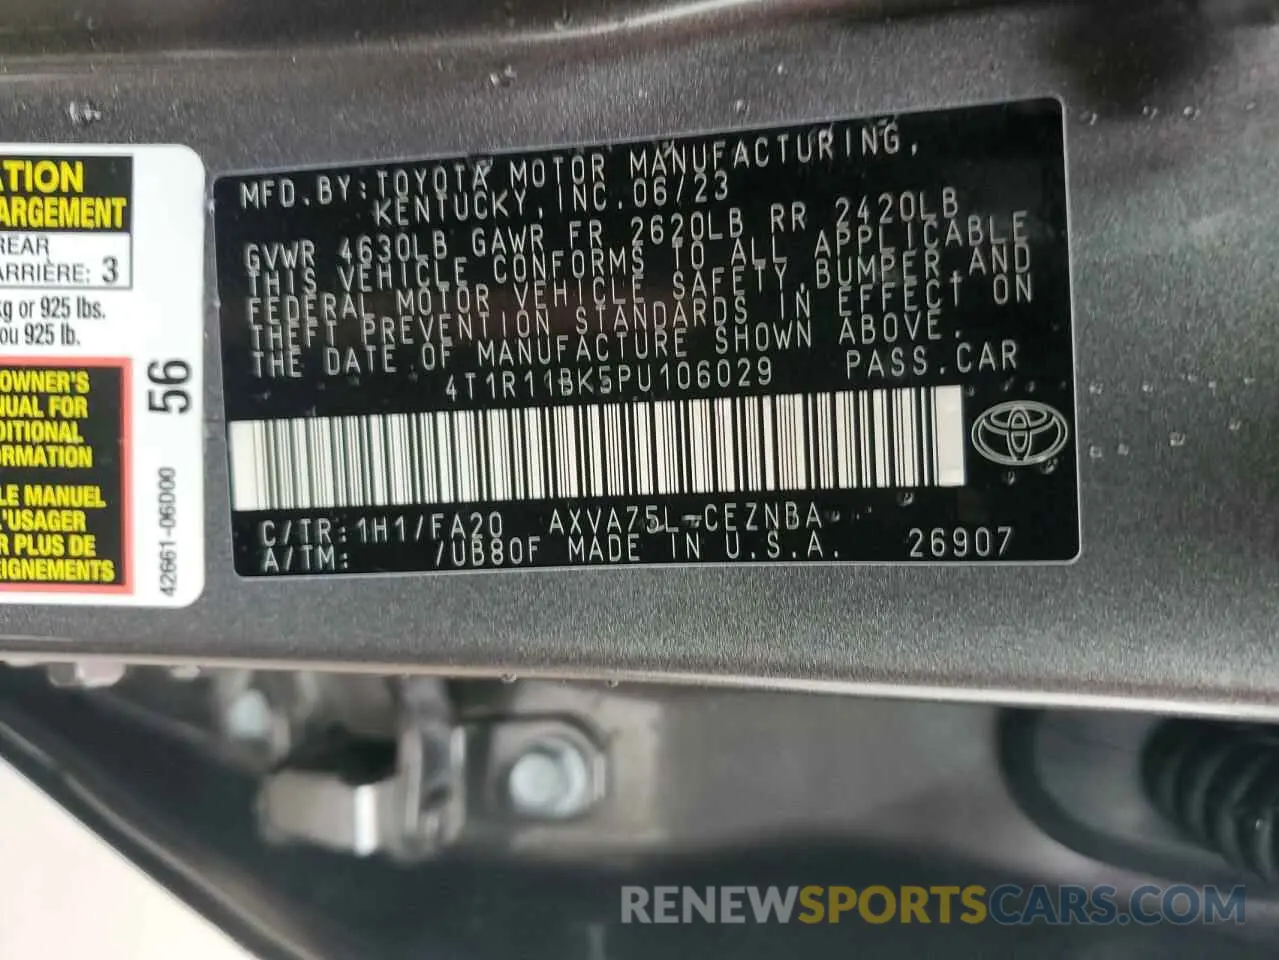 TION
ARGEMENT
REAR
ARRIÈRE: 3
kg or 925 lbs.
ou 925 lb.
OWNER'S
NUAL FOR
DITIONAL
ORMATION
LE MANUEL
L'USAGER
R PLUS DE
EIGNEMENTS
56
42661-06D00
MFD.BY:TOYOTA MOTOR MANUFACTURING,
KENTUCKY, INC. 06/23
GVWR 4630LB GAWR FR 2620LB RR 2420LB
THIS VEHICLE CONFORMS TO ALL APPLICABLE
FEDERAL MOTOR VEHICLE SAFETY, BUMPER, AND
THEFT PREVENTION STANDARDS IN EFFECT ON
THE DATE OF MANUFACTURE SHOWN ABOVE.
4T1R11BK5PU106029 PASS.CAR
C/TR:1H1/FA20 AXVA75L-CEZNBA
A/TM: /UB80F MADE IN U.S.A. 26907
RENEWSPORTSCARS.COM